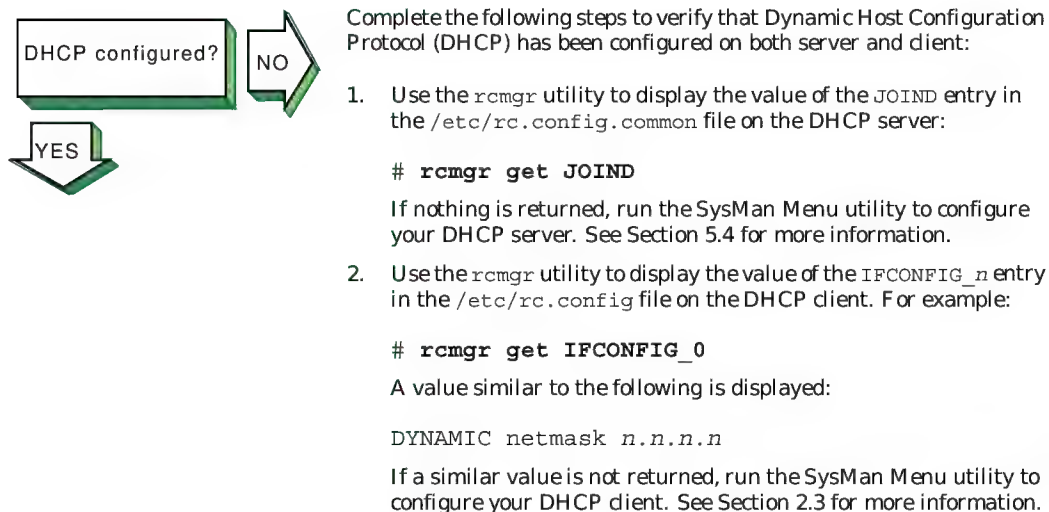 DHCP configured?
NO
YES
Complete the following steps to verify that Dynamic Host Configuration
Protocol (DHCP) has been configured on both server and client:
1. Use the rcmgr utility to display the value of the JOIND entry in
the /etc/rc.config.common file on the DHCP server:
# rcmgr get JOIND
If nothing is returned, run the SysMan Menu utility to configure
your DHCP server. See Section 5.4 for more information.
2. Use the rcmgr utility to display the value of the IFCONFIG_n entry
in the /etc/rc.config file on the DHCP client. For example:
# rcmgr get IFCONFIG_0
A value similar to the following is displayed:
DYNAMIC netmask n.n.n.n
If a similar value is not returned, run the SysMan Menu utility to
configure your DHCP client. See Section 2.3 for more information.